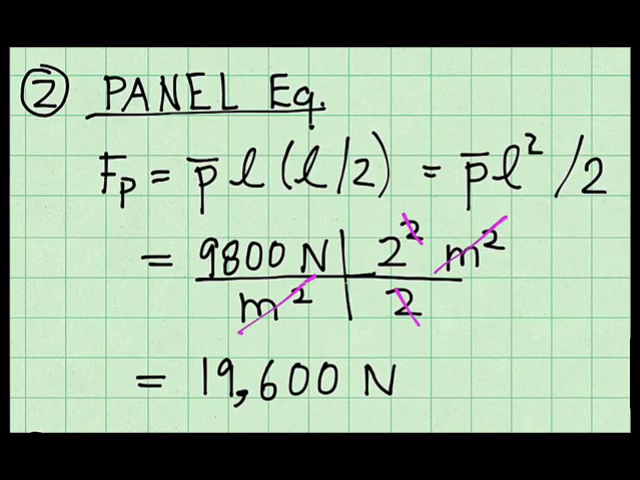 ② PANEL Eq.
Fₚ = p̅ l (l/2) = p̅ l² /2
= 9800 N | 2² m²
m² | 2
= 19,600 N